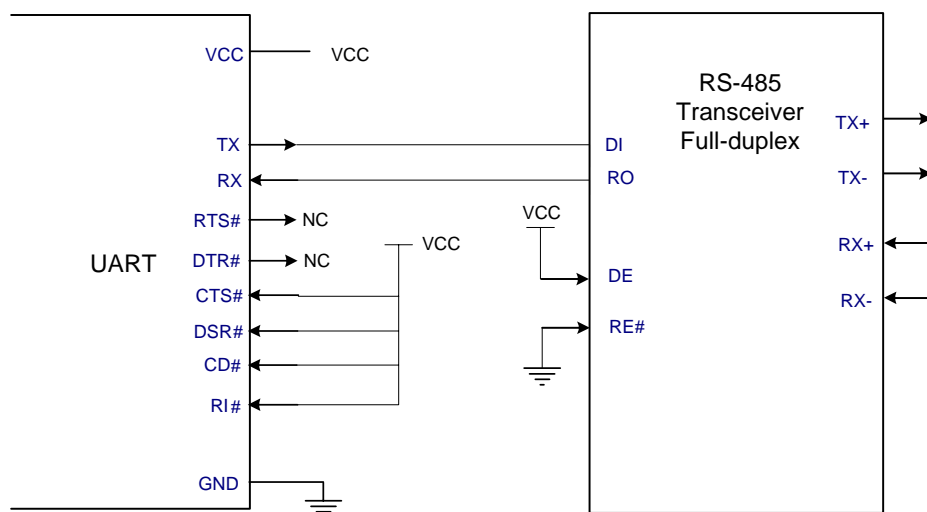 VCC
VCC
TX
RX
RTS#
NC
DTR#
NC
CTS#
DSR#
CD#
RI#
GND
UART
VCC
VCC
RS-485
Transceiver
Full-duplex
DI
RO
DE
RE#
TX+
TX-
RX+
RX-